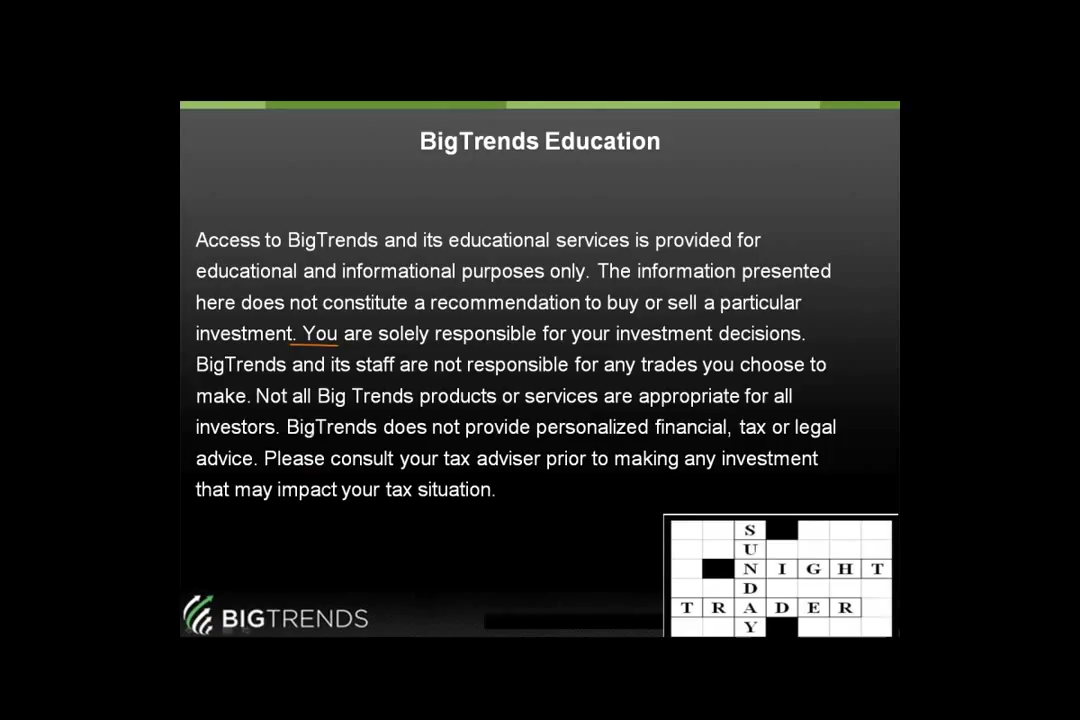 BigTrends Education
Access to BigTrends and its educational services is provided for
educational and informational purposes only. The information presented
here does not constitute a recommendation to buy or sell a particular
investment. You are solely responsible for your investment decisions.
BigTrends and its staff are not responsible for any trades you choose to
make. Not all Big Trends products or services are appropriate for all
investors. BigTrends does not provide personalized financial, tax or legal
advice. Please consult your tax adviser prior to making any investment
that may impact your tax situation.
BIGTRENDS
SUNDAY
NIGHT
TRADER